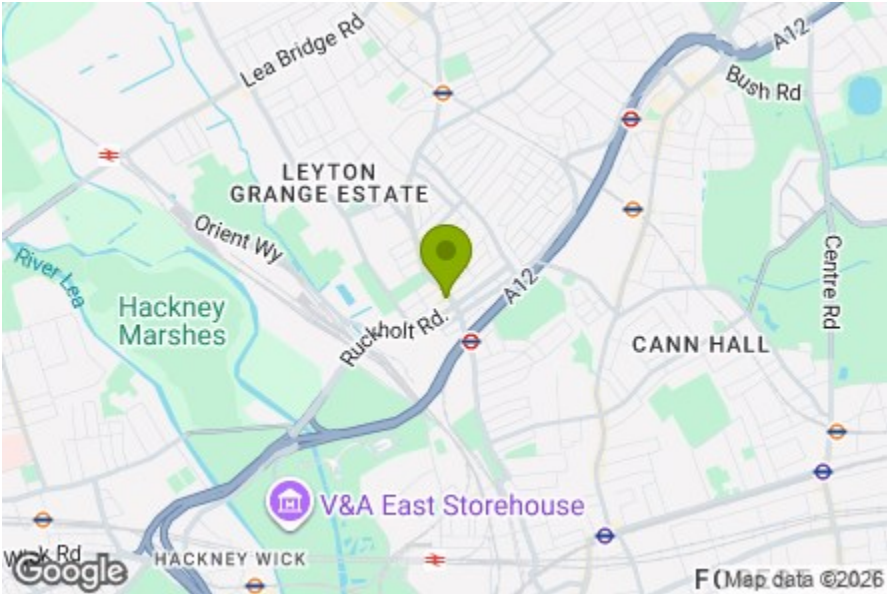 A12
Lea Bridge Rd
Bush Rd
LEYTON
GRANGE ESTATE
Orient Wy
River Lea
Centre Rd
A12
Hackney
Marshes
Ruckholt Rd.
CANN HALL
V&A East Storehouse
Rd
HACKNEY WICK
Google
Map data ©2026